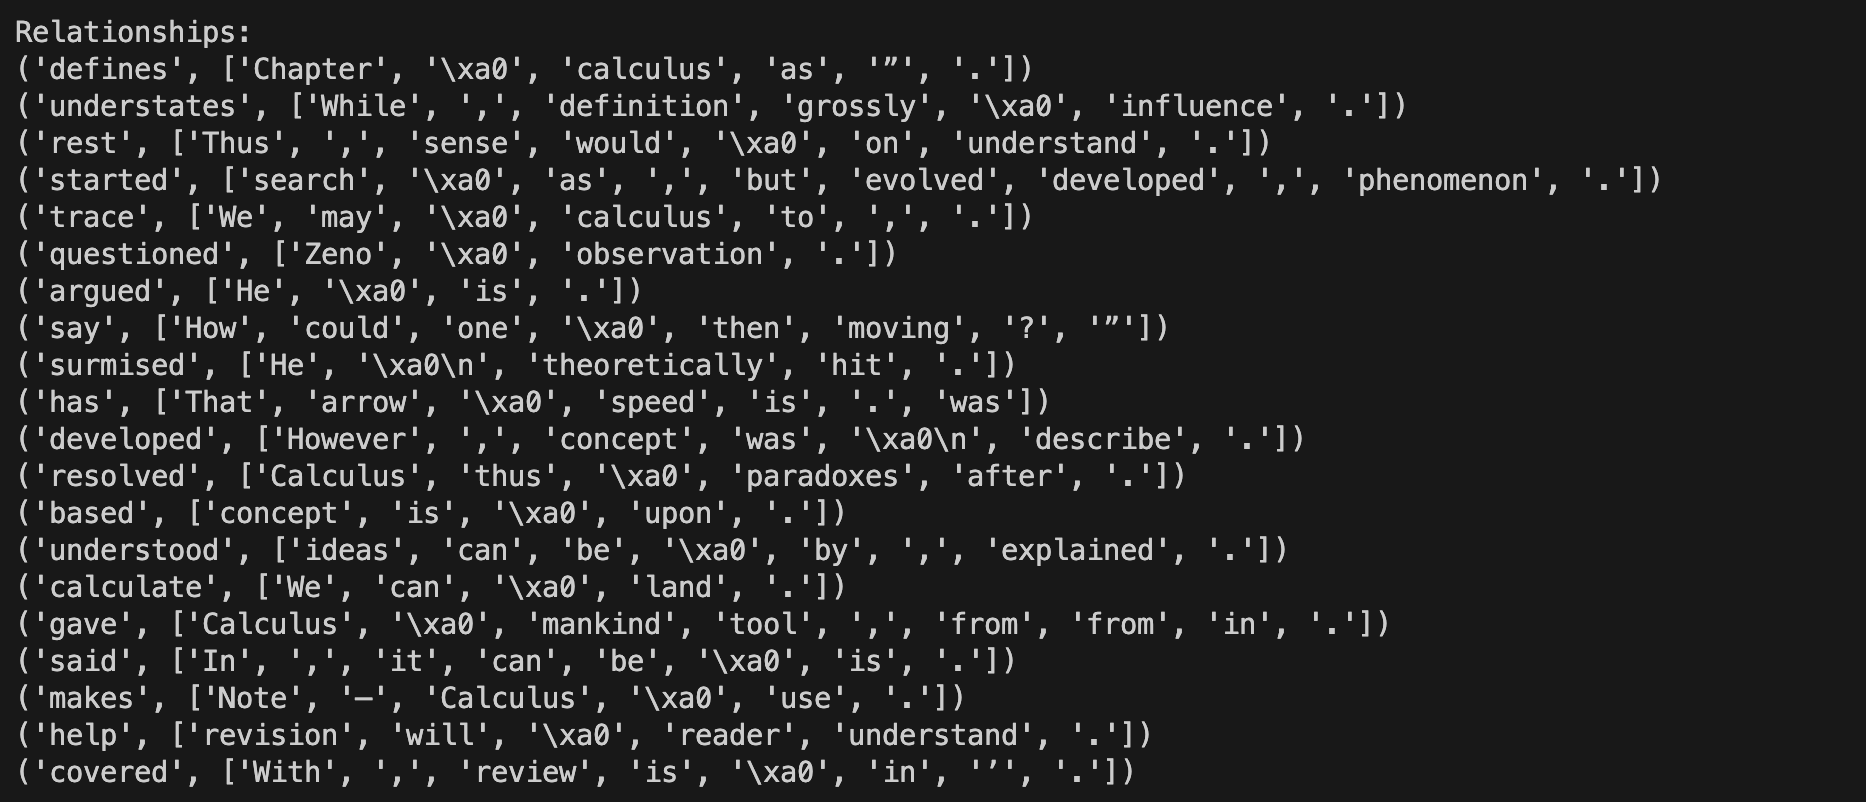 Relationships:
('defines', ['Chapter', '\xa0', 'calculus', 'as', '”', '.'])
('understates', ['While', ',', 'definition', 'grossly', '\xa0', 'influence', '.'])
('rest', ['Thus', ',', 'sense', 'would', '\xa0', 'on', 'understand', '.'])
('started', ['search', '\xa0', 'as', ',', 'but', 'evolved', 'developed', ',', 'phenomenon', '.'])
('trace', ['We', 'may', '\xa0', 'calculus', 'to', ',', '.'])
('questioned', ['Zeno', '\xa0', 'observation', '.'])
('argued', ['He', '\xa0', 'is', '.'])
('say', ['How', 'could', 'one', '\xa0', 'then', 'moving', '?', '”'])
('surmised', ['He', '\xa0\n', 'theoretically', 'hit', '.'])
('has', ['That', 'arrow', '\xa0', 'speed', 'is', '.', 'was'])
('developed', ['However', ',', 'concept', 'was', '\xa0\n', 'describe', '.'])
('resolved', ['Calculus', 'thus', '\xa0', 'paradoxes', 'after', '.'])
('based', ['concept', 'is', '\xa0', 'upon', '.'])
('understood', ['ideas', 'can', 'be', '\xa0', 'by', ',', 'explained', '.'])
('calculate', ['We', 'can', '\xa0', 'land', '.'])
('gave', ['Calculus', '\xa0', 'mankind', 'tool', ',', 'from', 'from', 'in', '.'])
('said', ['In', ',', 'it', 'can', 'be', '\xa0', 'is', '.'])
('makes', ['Note', '–', 'Calculus', '\xa0', 'use', '.'])
('help', ['revision', 'will', '\xa0', 'reader', 'understand', '.'])
('covered', ['With', ',', 'review', 'is', '\xa0', 'in', '’', '.'])